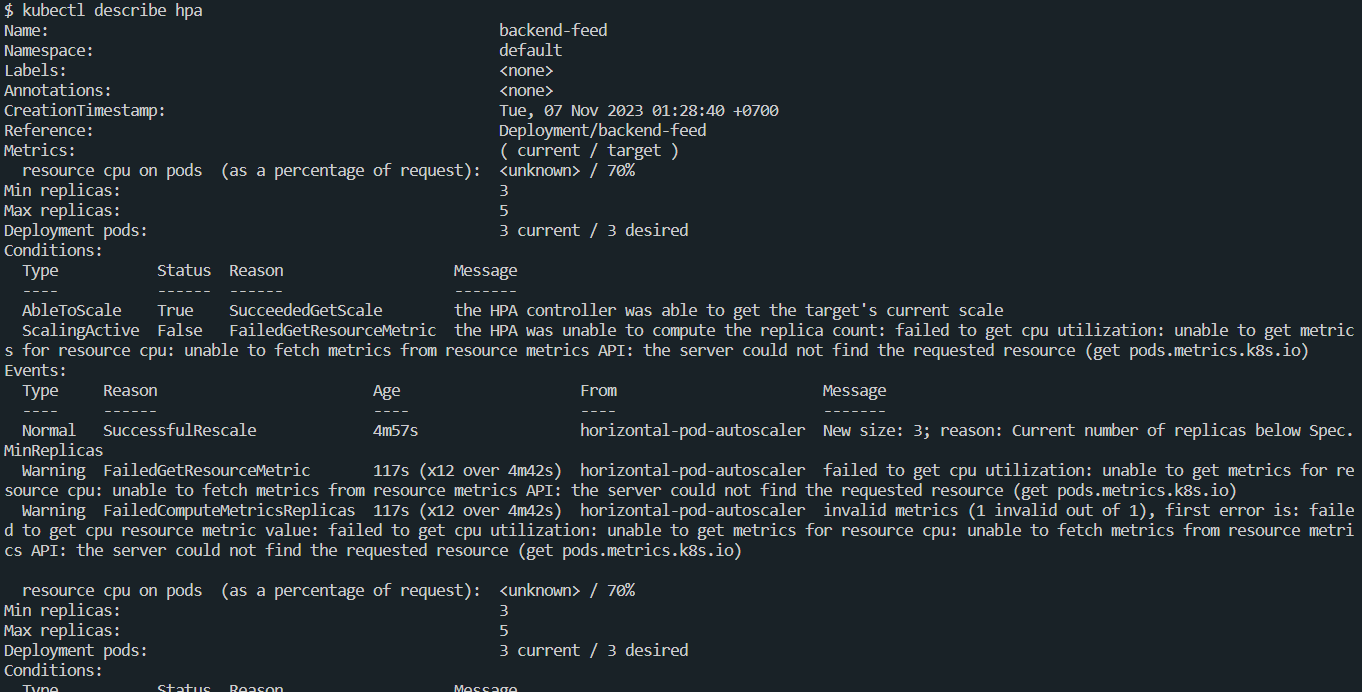 $ kubectl describe hpa
Name:                                                  backend-feed
Namespace:                                             default
Labels:                                                <none>
Annotations:                                           <none>
CreationTimestamp:                                     Tue, 07 Nov 2023 01:28:40 +0700
Reference:                                             Deployment/backend-feed
Metrics:                                               ( current / target )
  resource cpu on pods  (as a percentage of request):  <unknown> / 70%
Min replicas:                                          3
Max replicas:                                          5
Deployment pods:                                       3 current / 3 desired
Conditions:
  Type           Status  Reason                   Message
  ----           ------  ------                   -------
  AbleToScale    True    SucceededGetScale        the HPA controller was able to get the target's current scale
  ScalingActive  False   FailedGetResourceMetric  the HPA was unable to compute the replica count: failed to get cpu utilization: unable to get metric
s for resource cpu: unable to fetch metrics from resource metrics API: the server could not find the requested resource (get pods.metrics.k8s.io)
Events:
  Type     Reason                        Age                    From                       Message
  ----     ------                        ----                   ----                       -------
  Normal   SuccessfulRescale             4m57s                  horizontal-pod-autoscaler  New size: 3; reason: Current number of replicas below Spec.
MinReplicas
  Warning  FailedGetResourceMetric       117s (x12 over 4m42s)  horizontal-pod-autoscaler  failed to get cpu utilization: unable to get metrics for re
source cpu: unable to fetch metrics from resource metrics API: the server could not find the requested resource (get pods.metrics.k8s.io)
  Warning  FailedComputeMetricsReplicas  117s (x12 over 4m42s)  horizontal-pod-autoscaler  invalid metrics (1 invalid out of 1), first error is: faile
d to get cpu resource metric value: failed to get cpu utilization: unable to get metrics for resource cpu: unable to fetch metrics from resource metri
cs API: the server could not find the requested resource (get pods.metrics.k8s.io)

  resource cpu on pods  (as a percentage of request):  <unknown> / 70%
Min replicas:                                          3
Max replicas:                                          5
Deployment pods:                                       3 current / 3 desired
Conditions:
  Type           Status  Reason                   Message